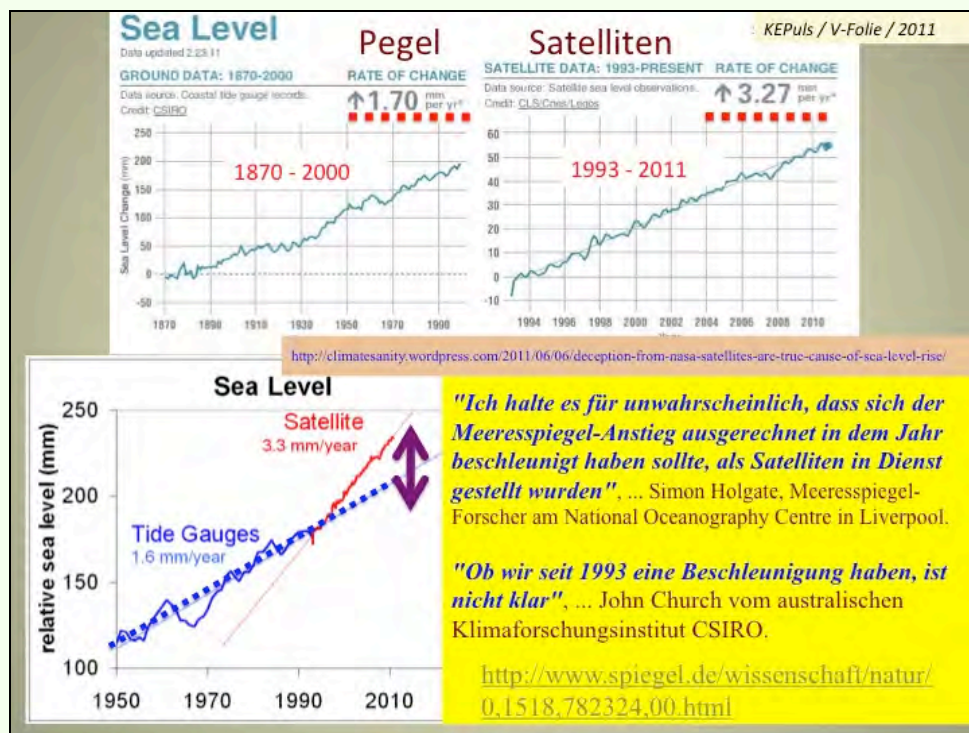 : KEPuls / V-Folie / 2011
Sea Level
Data updated 2.23.11
Pegel
Satelliten
GROUND DATA: 1870-2000
RATE OF CHANGE
Data source: Coastal tide gauge records.
Credit: CSIRO
↑1.70 mm per yr*
1870 - 2000
Sea Level Change (mm)
250
200
150
100
50
0
-50
1870 1890 1910 1930 1950 1970 1990
SATELLITE DATA: 1993-PRESENT
RATE OF CHANGE
Data source: Satellite sea level observations.
Credit: CLS/Cnes/Legos
↑3.27 mm per yr*
1993 - 2011
60
50
40
30
20
10
0
-10
1994 1996 1998 2000 2002 2004 2006 2008 2010
http://climatesanity.wordpress.com/2011/06/06/deception-from-nasa-satellites-are-true-cause-of-sea-level-rise/
Sea Level
relative sea level (mm)
250
200
150
100
Satellite
3.3 mm/year
Tide Gauges
1.6 mm/year
1950 1970 1990 2010
"Ich halte es für unwahrscheinlich, dass sich der
Meeresspiegel-Anstieg ausgerechnet in dem Jahr
beschleunigt haben sollte, als Satelliten in Dienst
gestellt wurden", ... Simon Holgate, Meeresspiegel-
Forscher am National Oceanography Centre in Liverpool.
"Ob wir seit 1993 eine Beschleunigung haben, ist
nicht klar", ... John Church vom australischen
Klimaforschungsinstitut CSIRO.
http://www.spiegel.de/wissenschaft/natur/
0,1518,782324,00.html